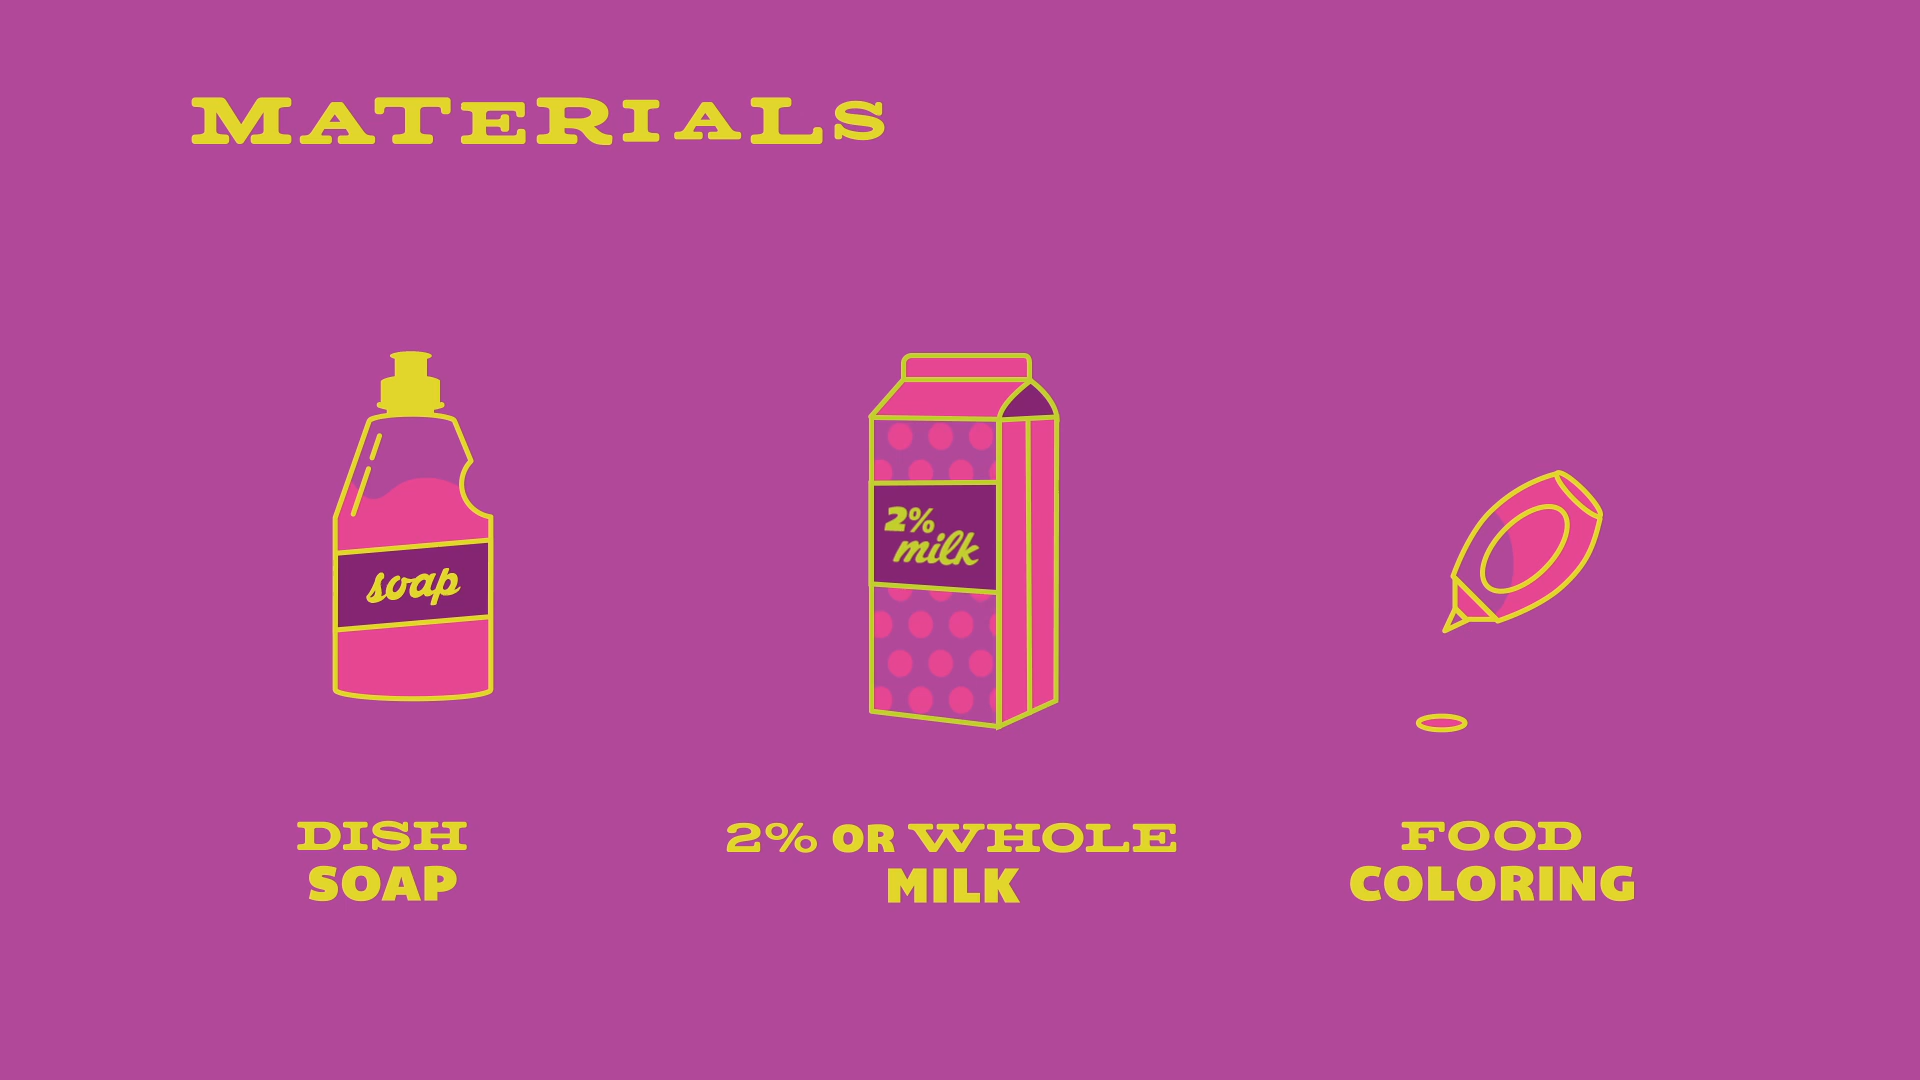 MATERIALS
soap
2%
milk
DISH
SOAP
2% OR WHOLE
MILK
FOOD
COLORING